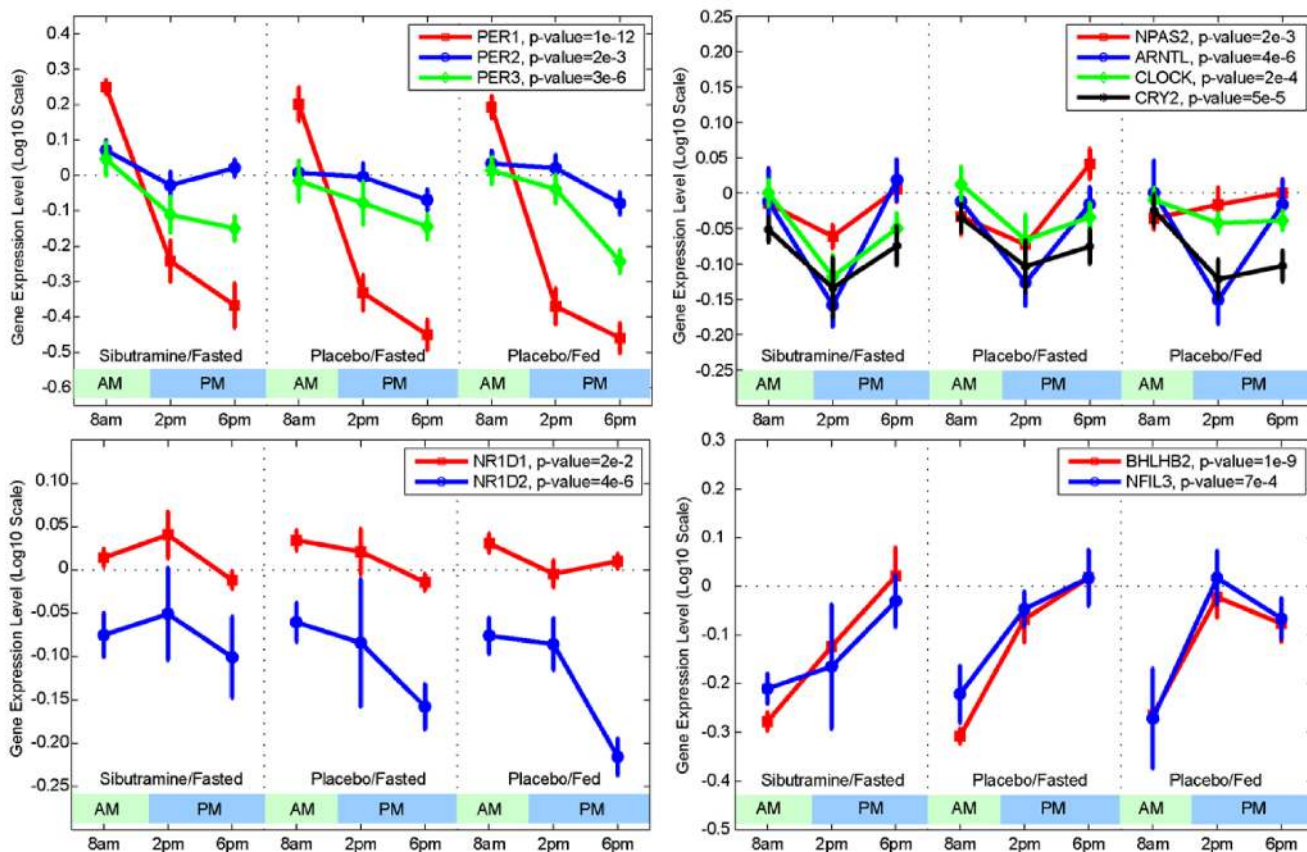 PER1, p-value=1e-12
PER2, p-value=2e-3
PER3, p-value=3e-6
Gene Expression Level (Log10 Scale)
0.4
0.3
0.2
0.1
0
-0.1
-0.2
-0.3
-0.4
-0.5
-0.6
Sibutramine/Fasted Placebo/Fasted Placebo/Fed
AM PM AM PM AM PM
8am 2pm 6pm 8am 2pm 6pm 8am 2pm 6pm
NPAS2, p-value=2e-3
ARNTL, p-value=4e-6
CLOCK, p-value=2e-4
CRY2, p-value=5e-5
Gene Expression Level (Log10 Scale)
0.25
0.20
0.15
0.10
0.05
0
-0.05
-0.10
-0.15
-0.20
-0.25
Sibutramine/Fasted Placebo/Fasted Placebo/Fed
AM PM AM PM AM PM
8am 2pm 6pm 8am 2pm 6pm 8am 2pm 6pm
NR1D1, p-value=2e-2
NR1D2, p-value=4e-6
Gene Expression Level (Log10 Scale)
0.10
0.05
0
-0.05
-0.10
-0.15
-0.20
-0.25
Sibutramine/Fasted Placebo/Fasted Placebo/Fed
AM PM AM PM AM PM
8am 2pm 6pm 8am 2pm 6pm 8am 2pm 6pm
BHLHB2, p-value=1e-9
NFIL3, p-value=7e-4
Gene Expression Level (Log10 Scale)
0.3
0.2
0.1
0
-0.1
-0.2
-0.3
-0.4
-0.5
Sibutramine/Fasted Placebo/Fasted Placebo/Fed
AM PM AM PM AM PM
8am 2pm 6pm 8am 2pm 6pm 8am 2pm 6pm